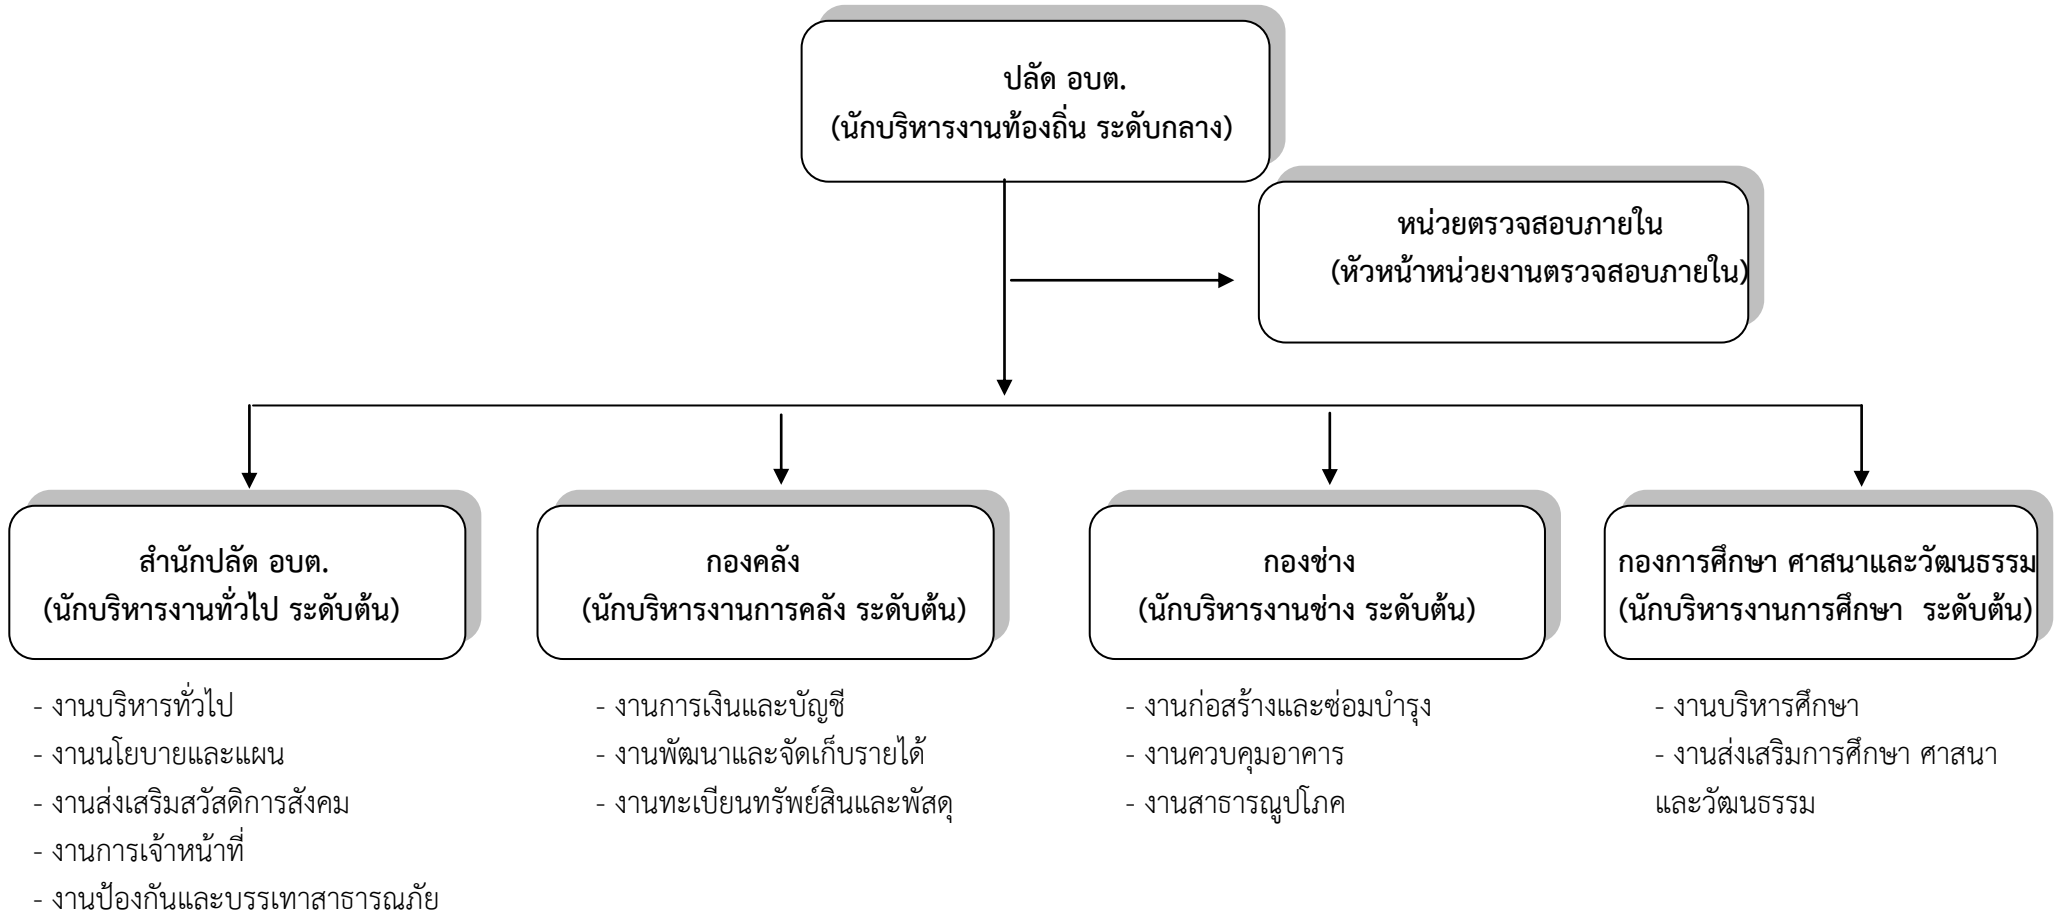 ปลัด อบต.
(นักบริหารงานท้องถิ่น ระดับกลาง)
หน่วยตรวจสอบภายใน
(หัวหน้าหน่วยงานตรวจสอบภายใน)
สำนักปลัด อบต.
(นักบริหารงานทั่วไป ระดับต้น)
- งานบริหารทั่วไป
- งานนโยบายและแผน
- งานส่งเสริมสวัสดิการสังคม
- งานการเจ้าหน้าที่
- งานป้องกันและบรรเทาสาธารณภัย
กองคลัง
(นักบริหารงานการคลัง ระดับต้น)
- งานการเงินและบัญชี
- งานพัฒนาและจัดเก็บรายได้
- งานทะเบียนทรัพย์สินและพัสดุ
กองช่าง
(นักบริหารงานช่าง ระดับต้น)
- งานก่อสร้างและซ่อมบำรุง
- งานควบคุมอาคาร
- งานสาธารณูปโภค
กองการศึกษา ศาสนาและวัฒนธรรม
(นักบริหารงานการศึกษา ระดับต้น)
- งานบริหารศึกษา
- งานส่งเสริมการศึกษา ศาสนา
และวัฒนธรรม